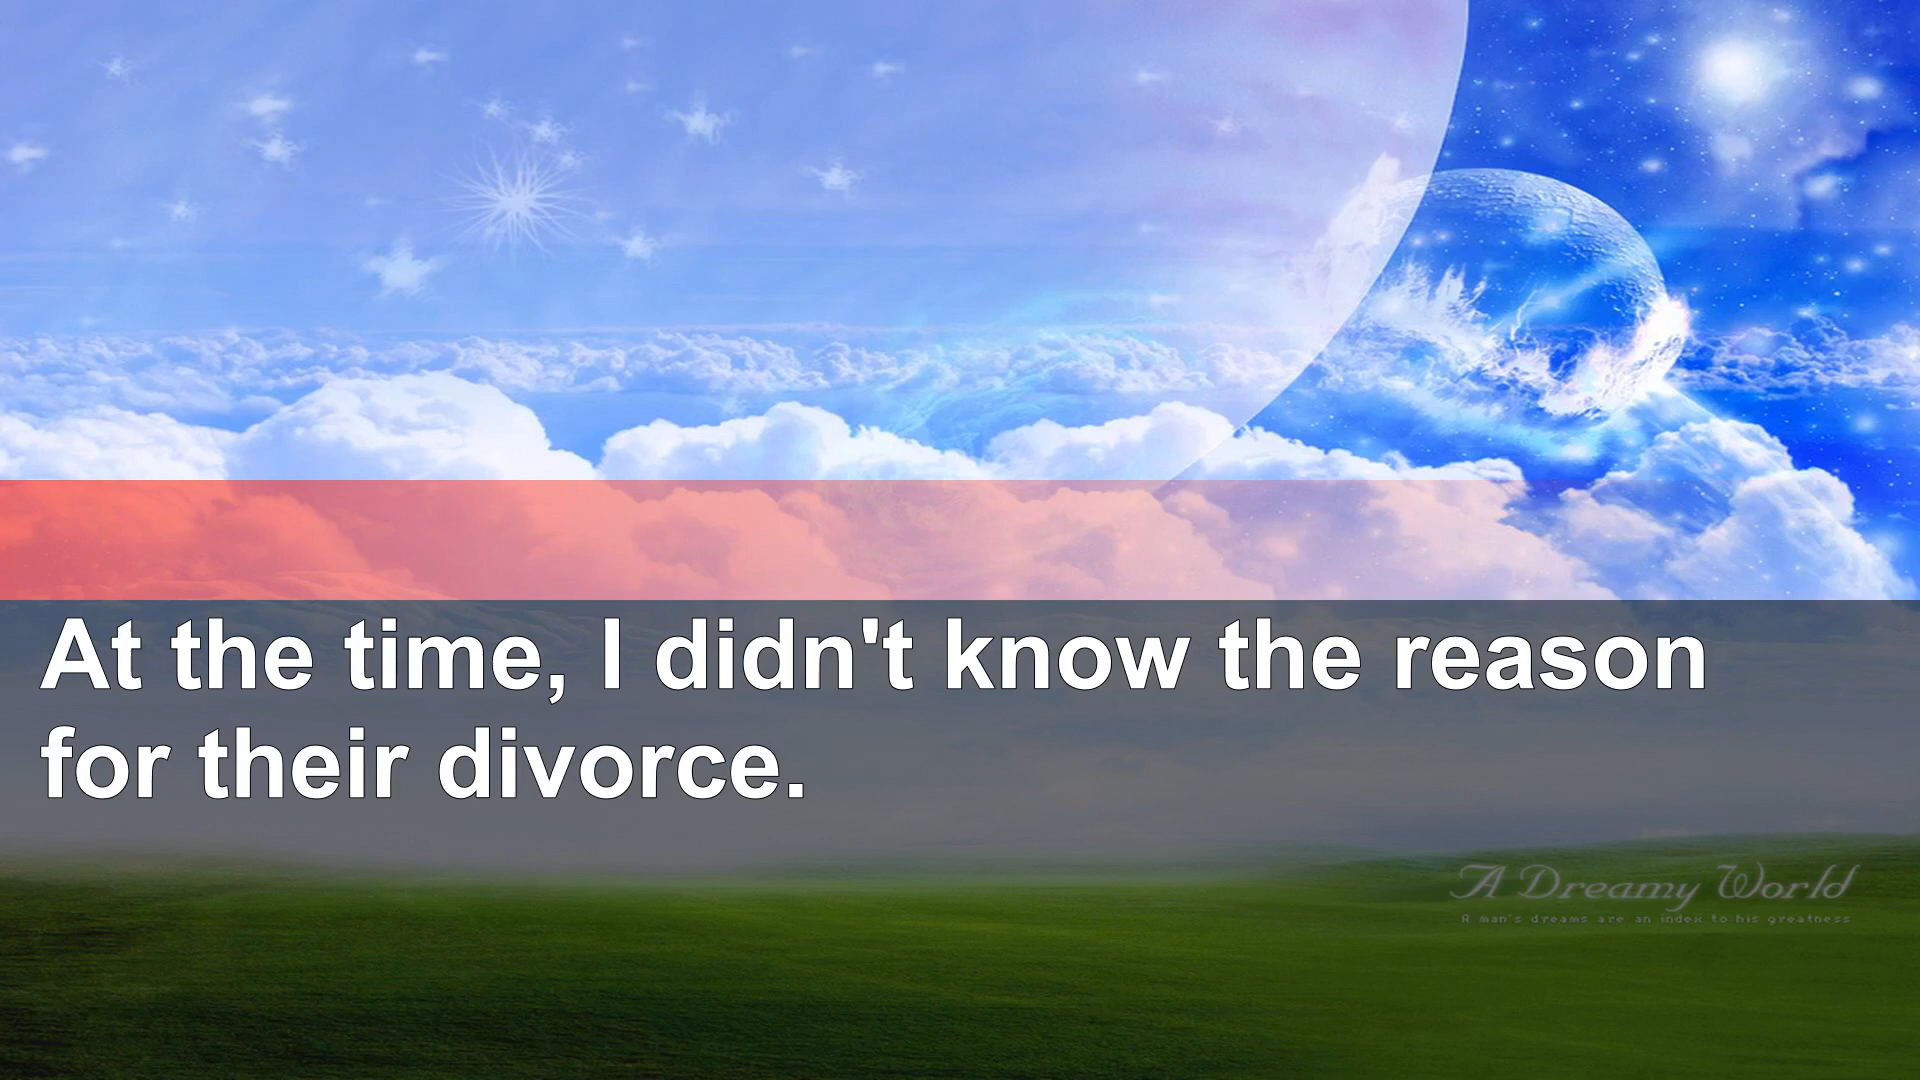 At the time, I didn't know the reason
for their divorce.
A Dreamy World
A man's dreams are an index to his greatness